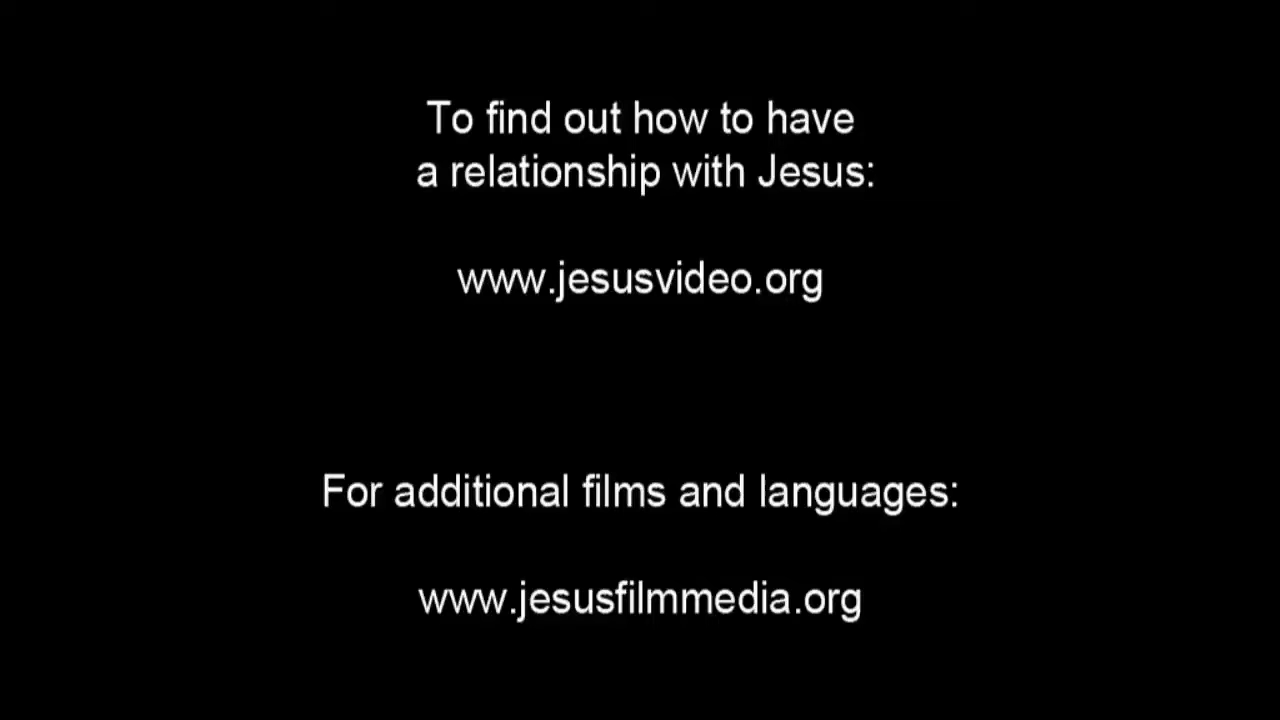 To find out how to have
a relationship with Jesus:
www.jesusvideo.org
For additional films and languages:
www.jesusfilmmedia.org